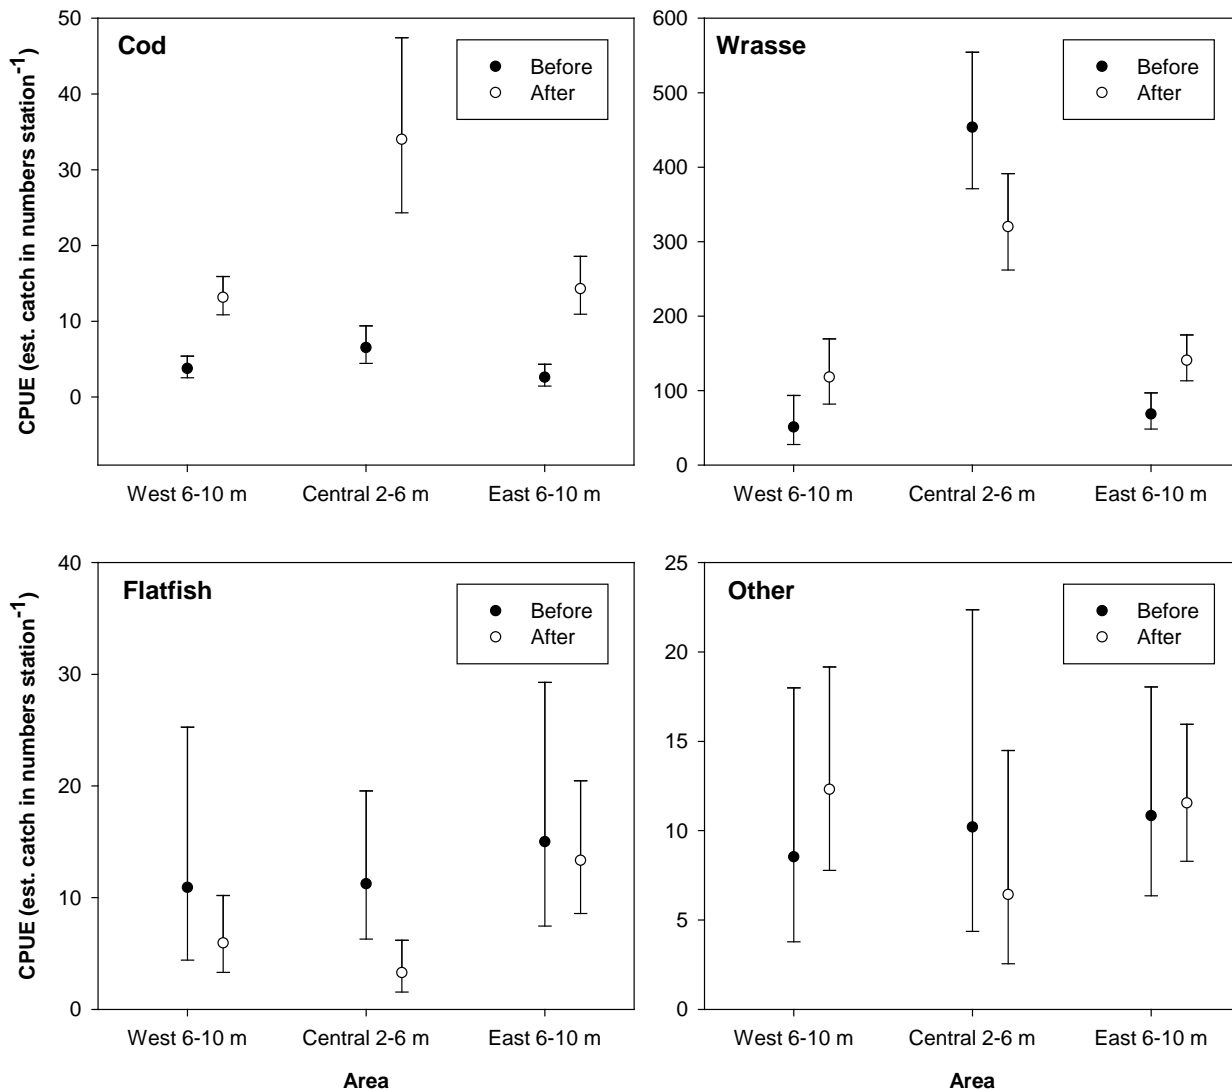 Cod
Before
After
50
40
30
20
10
0
CPUE (est. catch in numbers station-1)
West 6-10 m
Central 2-6 m
East 6-10 m
Wrasse
Before
After
600
500
400
300
200
100
0
West 6-10 m
Central 2-6 m
East 6-10 m
Flatfish
Before
After
40
30
20
10
0
CPUE (est. catch in numbers station-1)
West 6-10 m
Central 2-6 m
East 6-10 m
Area
Other
Before
After
25
20
15
10
5
0
West 6-10 m
Central 2-6 m
East 6-10 m
Area